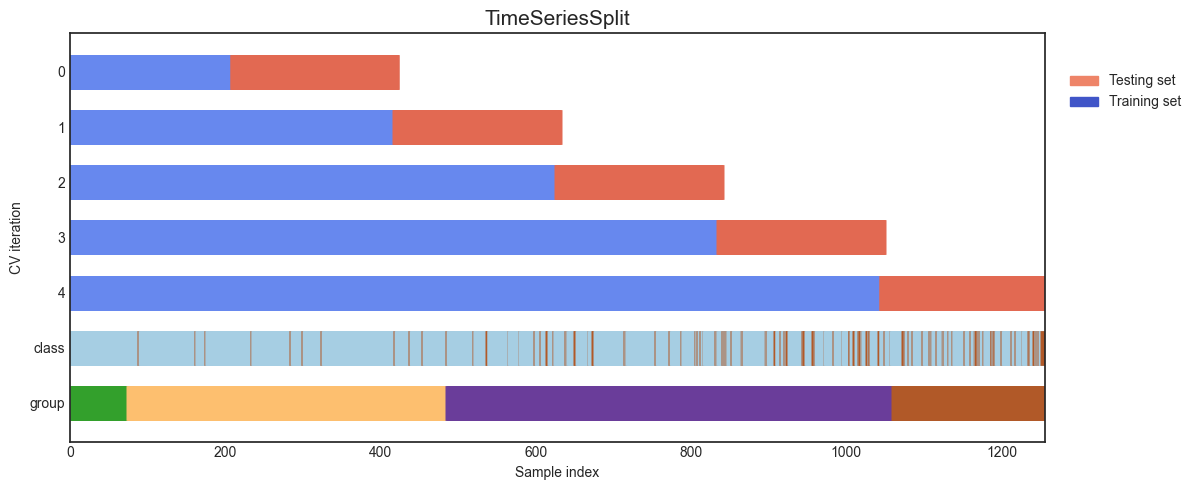 TimeSeriesSplit
0
1
2
3
4
class
group
CV iteration
0 200 400 600 800 1000 1200
Sample index
Testing set
Training set